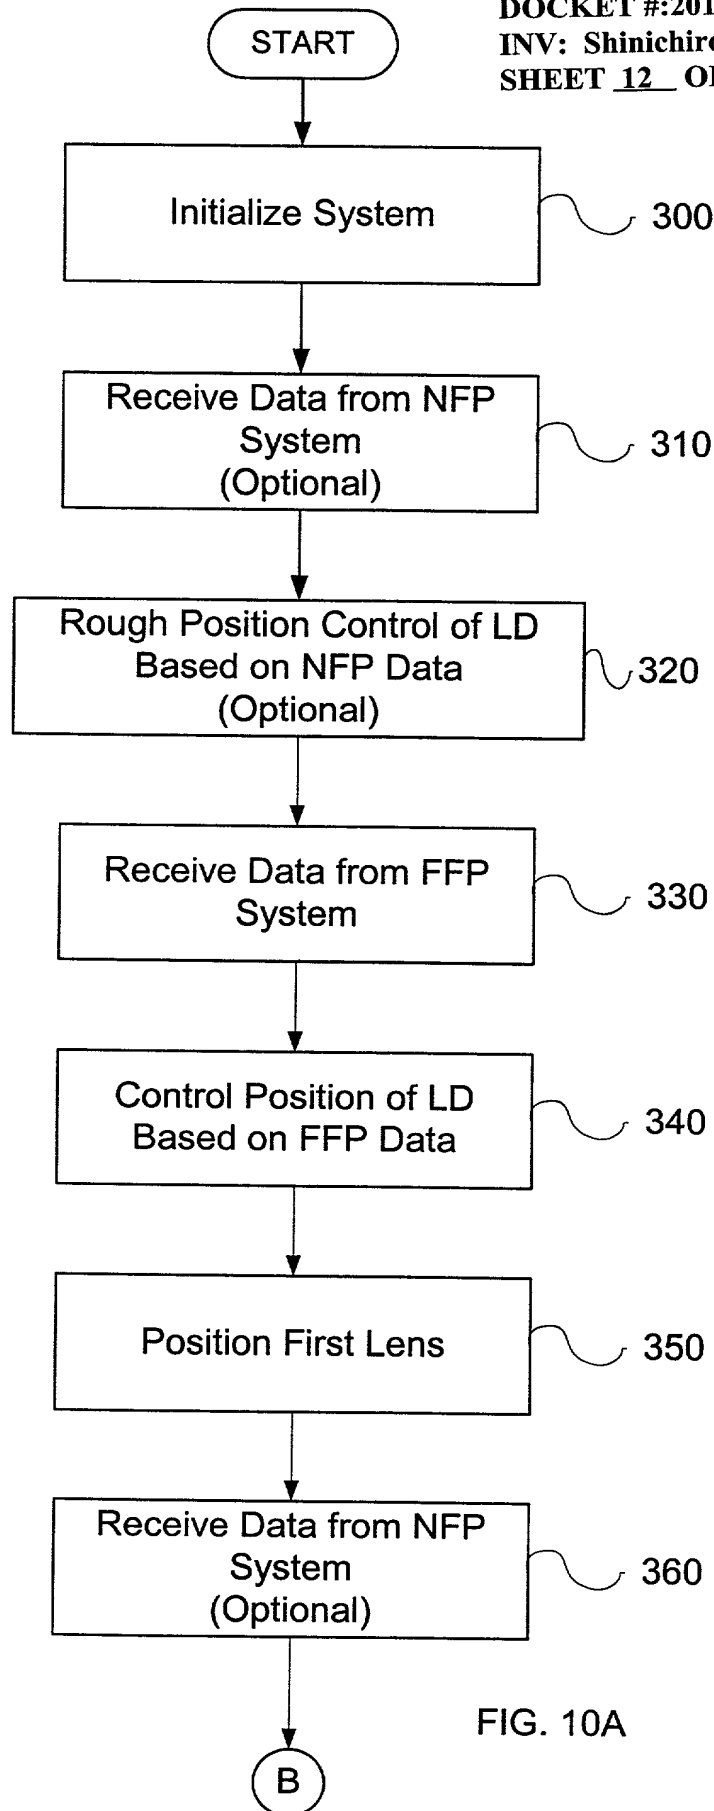 DOCKET #:201
INV: Shinichiro
SHEET 12 OF
START
Initialize System
300
Receive Data from NFP
System
(Optional)
310
Rough Position Control of LD
Based on NFP Data
(Optional)
320
Receive Data from FFP
System
330
Control Position of LD
Based on FFP Data
340
Position First Lens
350
Receive Data from NFP
System
(Optional)
360
FIG. 10A
B